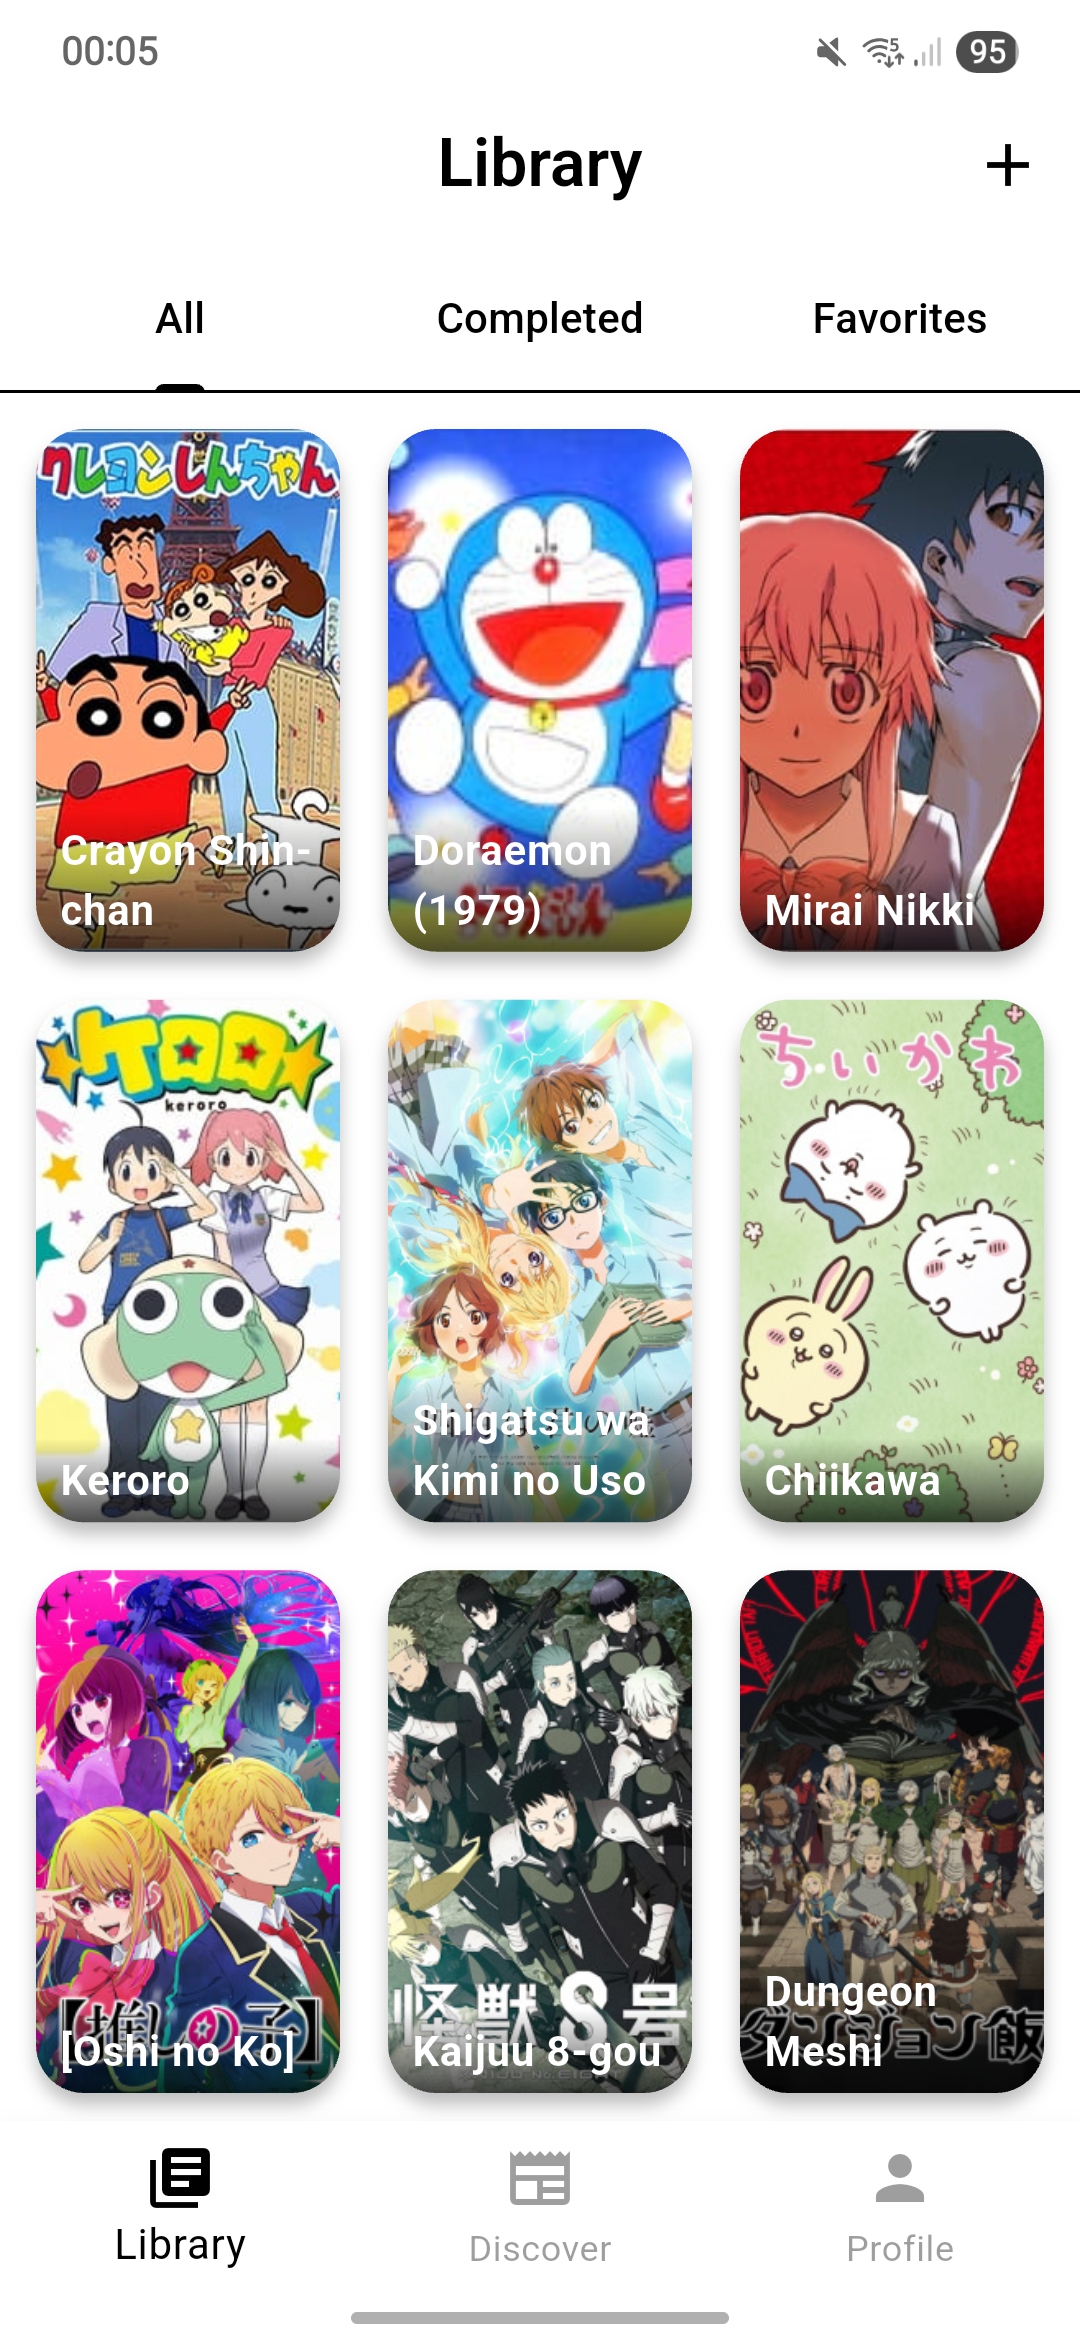 00:05
5
95
Library
All
Completed
Favorites
クレヨンしんちゃん
Crayon Shin-
chan
Doraemon
(1979)
Mirai Nikki
ケロロ
keroro
Keroro
Shigatsu wa
Kimi no Uso
ちいかわ
Chiikawa
【推しの子】
[Oshi no Ko]
怪獣8号
Kaijuu 8-gou
Dungeon
ダンジョン飯
Meshi
Library
Discover
Profile